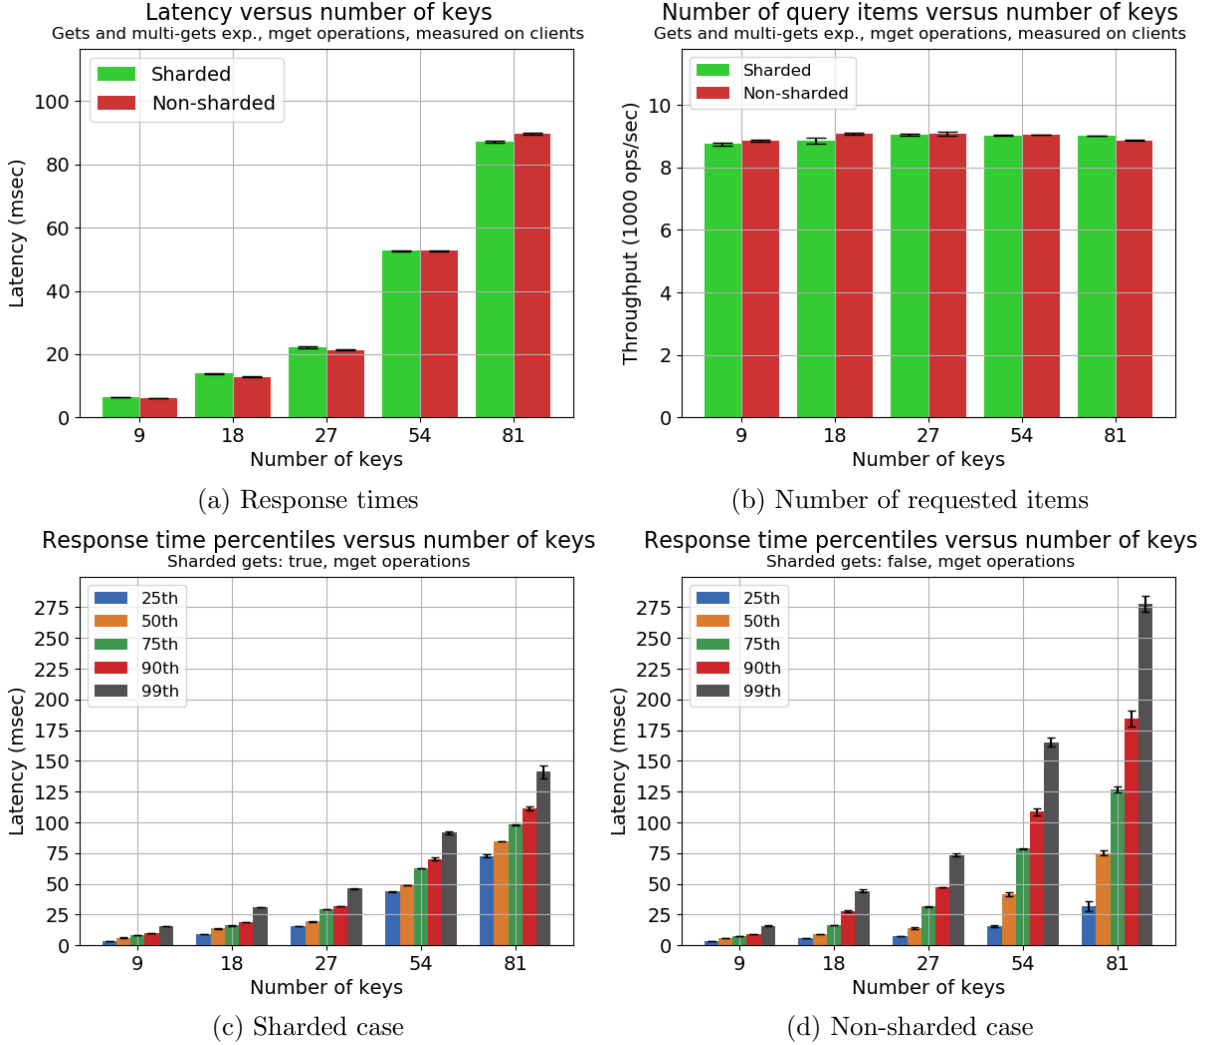 Latency versus number of keys
Gets and multi-gets exp., mget operations, measured on clients
Sharded
Non-sharded
100
80
60
40
20
0
Latency (msec)
9 18 27 54 81
Number of keys
(a) Response times
Number of query items versus number of keys
Gets and multi-gets exp., mget operations, measured on clients
Sharded
Non-sharded
10
8
6
4
2
0
Throughput (1000 ops/sec)
9 18 27 54 81
Number of keys
(b) Number of requested items
Response time percentiles versus number of keys
Sharded gets: true, mget operations
25th
50th
75th
90th
99th
275
250
225
200
175
150
125
100
75
50
25
0
Latency (msec)
9 18 27 54 81
Number of keys
(c) Sharded case
Response time percentiles versus number of keys
Sharded gets: false, mget operations
25th
50th
75th
90th
99th
275
250
225
200
175
150
125
100
75
50
25
0
Latency (msec)
9 18 27 54 81
Number of keys
(d) Non-sharded case